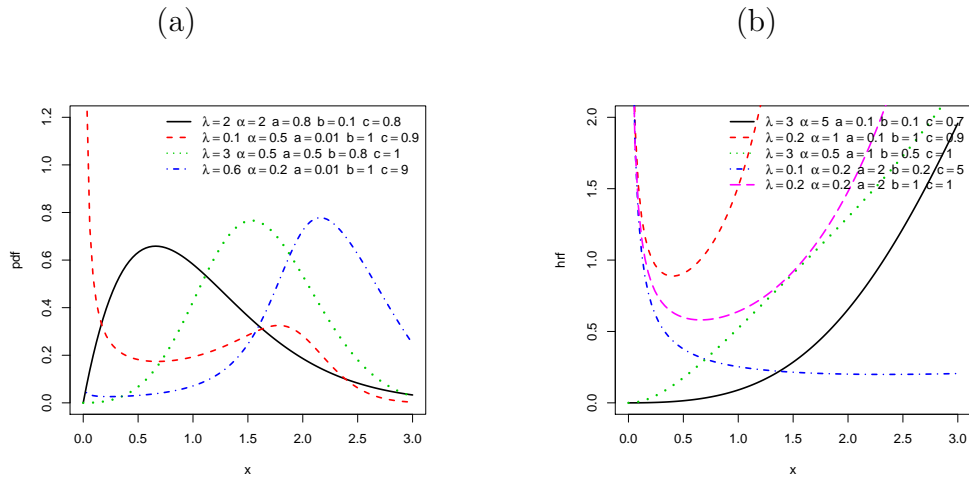 (a)
(b)
pdf
1.2
1.0
0.8
0.6
0.4
0.2
0.0
λ = 2 α = 2 a = 0.8 b = 0.1 c = 0.8
λ = 0.1 α = 0.5 a = 0.01 b = 1 c = 0.9
λ = 3 α = 0.5 a = 0.5 b = 0.8 c = 1
λ = 0.6 α = 0.2 a = 0.01 b = 1 c = 9
0.0 0.5 1.0 1.5 2.0 2.5 3.0
x
hrf
2.0
1.5
1.0
0.5
0.0
λ = 3 α = 5 a = 0.1 b = 0.1 c = 0.7
λ = 0.2 α = 1 a = 0.1 b = 1 c = 0.9
λ = 3 α = 0.5 a = 1 b = 0.5 c = 1
λ = 0.1 α = 0.2 a = 2 b = 0.2 c = 5
λ = 0.2 α = 0.2 a = 2 b = 1 c = 1
0.0 0.5 1.0 1.5 2.0 2.5 3.0
x